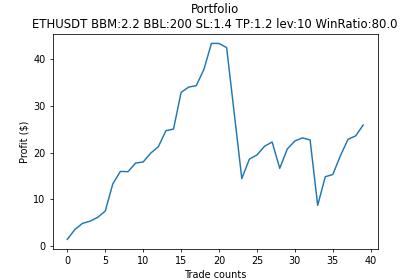 Portfolio
ETHUSDT BBM:2.2 BBL:200 SL:1.4 TP:1.2 lev:10 WinRatio:80.0
Profit ($)
40
30
20
10
0
0 5 10 15 20 25 30 35 40
Trade counts